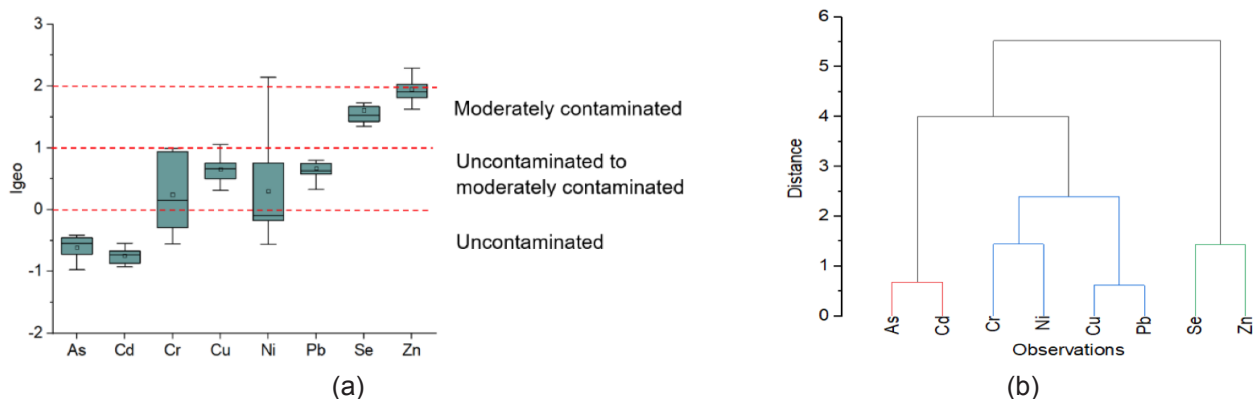 3
2
1
0
-1
-2
Igeo
As Cd Cr Cu Ni Pb Se Zn
Moderately contaminated
Uncontaminated to
moderately contaminated
Uncontaminated
(a)
6
5
4
3
2
1
0
Distance
As Cd Cr Ni Cu Pb Se Zn
Observations
(b)